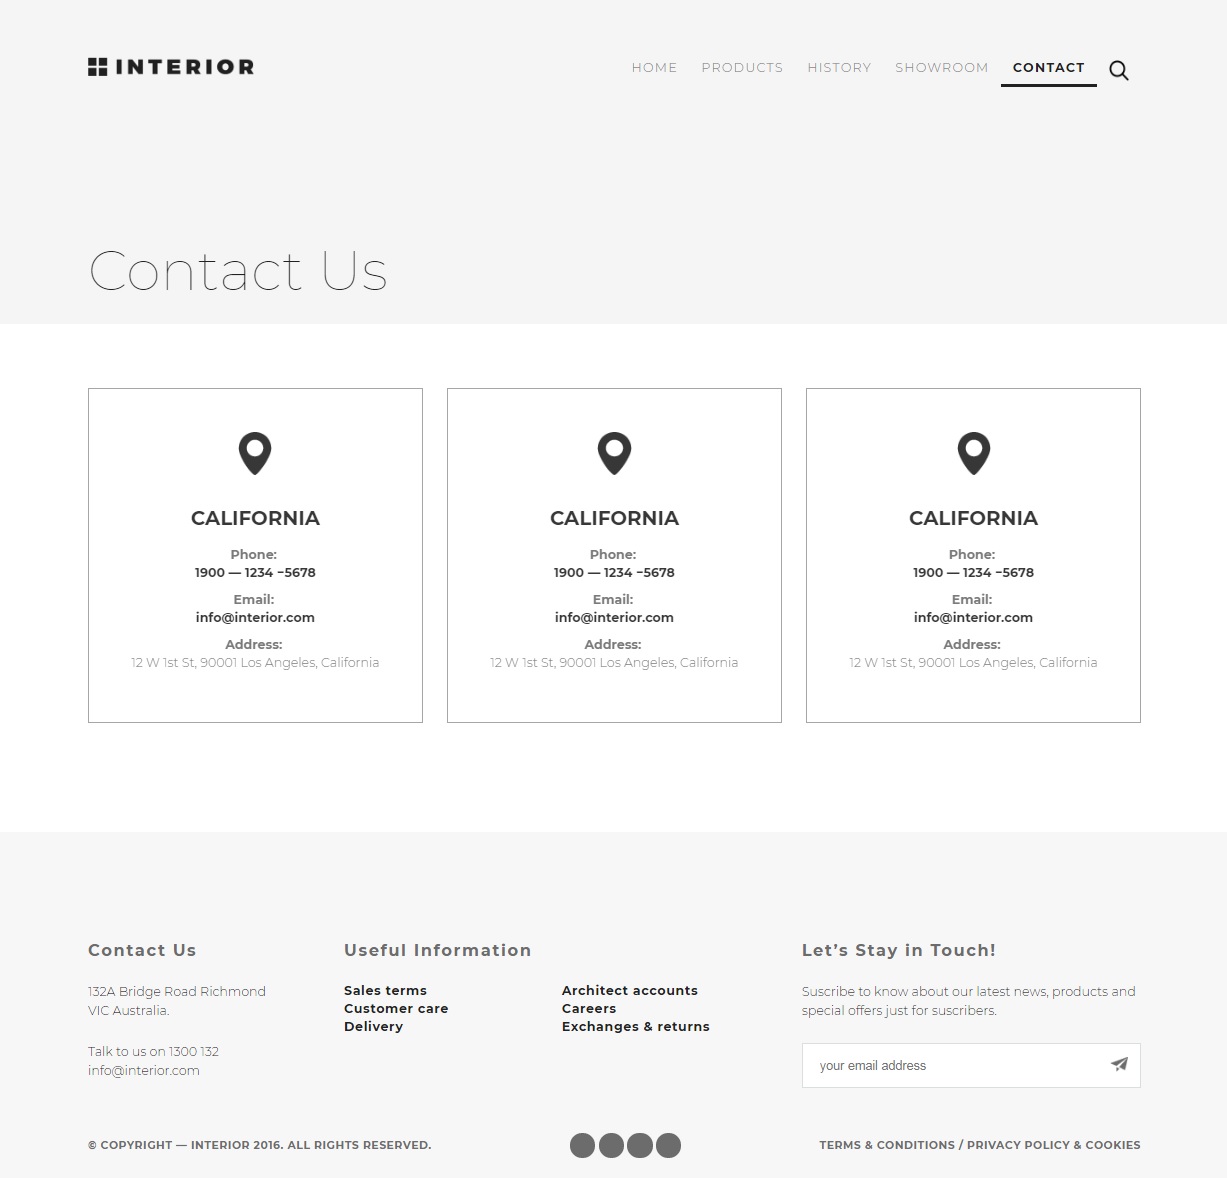 INTERIOR
HOME PRODUCTS HISTORY SHOWROOM CONTACT
Contact Us
CALIFORNIA
Phone:
1900 — 1234 –5678
Email:
info@interior.com
Address:
12 W 1st St, 90001 Los Angeles, California
CALIFORNIA
Phone:
1900 — 1234 –5678
Email:
info@interior.com
Address:
12 W 1st St, 90001 Los Angeles, California
CALIFORNIA
Phone:
1900 — 1234 –5678
Email:
info@interior.com
Address:
12 W 1st St, 90001 Los Angeles, California
Contact Us
132A Bridge Road Richmond
VIC Australia.
Talk to us on 1300 132
info@interior.com
Useful Information
Sales terms
Customer care
Delivery
Architect accounts
Careers
Exchanges & returns
Let’s Stay in Touch!
Suscribe to know about our latest news, products and
special offers just for suscribers.
your email address
© COPYRIGHT — INTERIOR 2016. ALL RIGHTS RESERVED.
TERMS & CONDITIONS / PRIVACY POLICY & COOKIES